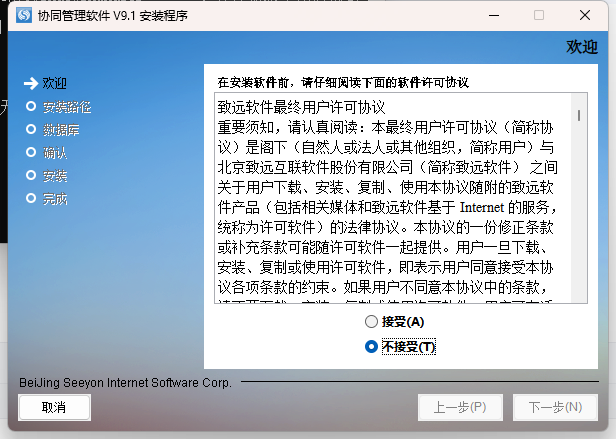 协同管理软件 V9.1 安装程序
欢迎
欢迎
安装路径
数据库
确认
安装
完成
在安装软件前，请仔细阅读下面的软件许可协议
致远软件最终用户许可协议
重要须知，请认真阅读：本最终用户许可协议（简称协
议）是阁下（自然人或法人或其他组织，简称用户）与
北京致远互联软件股份有限公司（简称致远软件） 之间
关于用户下载、安装、复制、使用本协议随附的致远软
件产品（包括相关媒体和致远软件基于 Internet 的服务，
统称为许可软件）的法律协议。本协议的一份修正条款
或补充条款可能随许可软件一起提供。用户一旦下载、
安装、复制或使用许可软件，即表示用户同意接受本协
议各项条款的约束。如果用户不同意本协议中的条款，
接受(A)
不接受(T)
BeiJing Seeyon Internet Software Corp.
取消
上一步(P)
下一步(N)